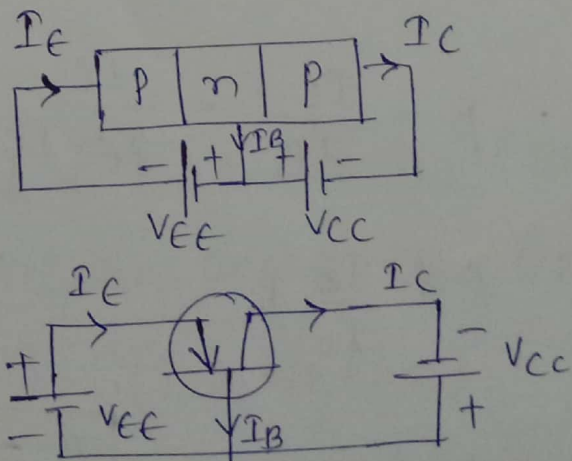 IE IC
P n P
- + IB + -
VEE VCC
IE IC
+ - VCC
- VEE IB +